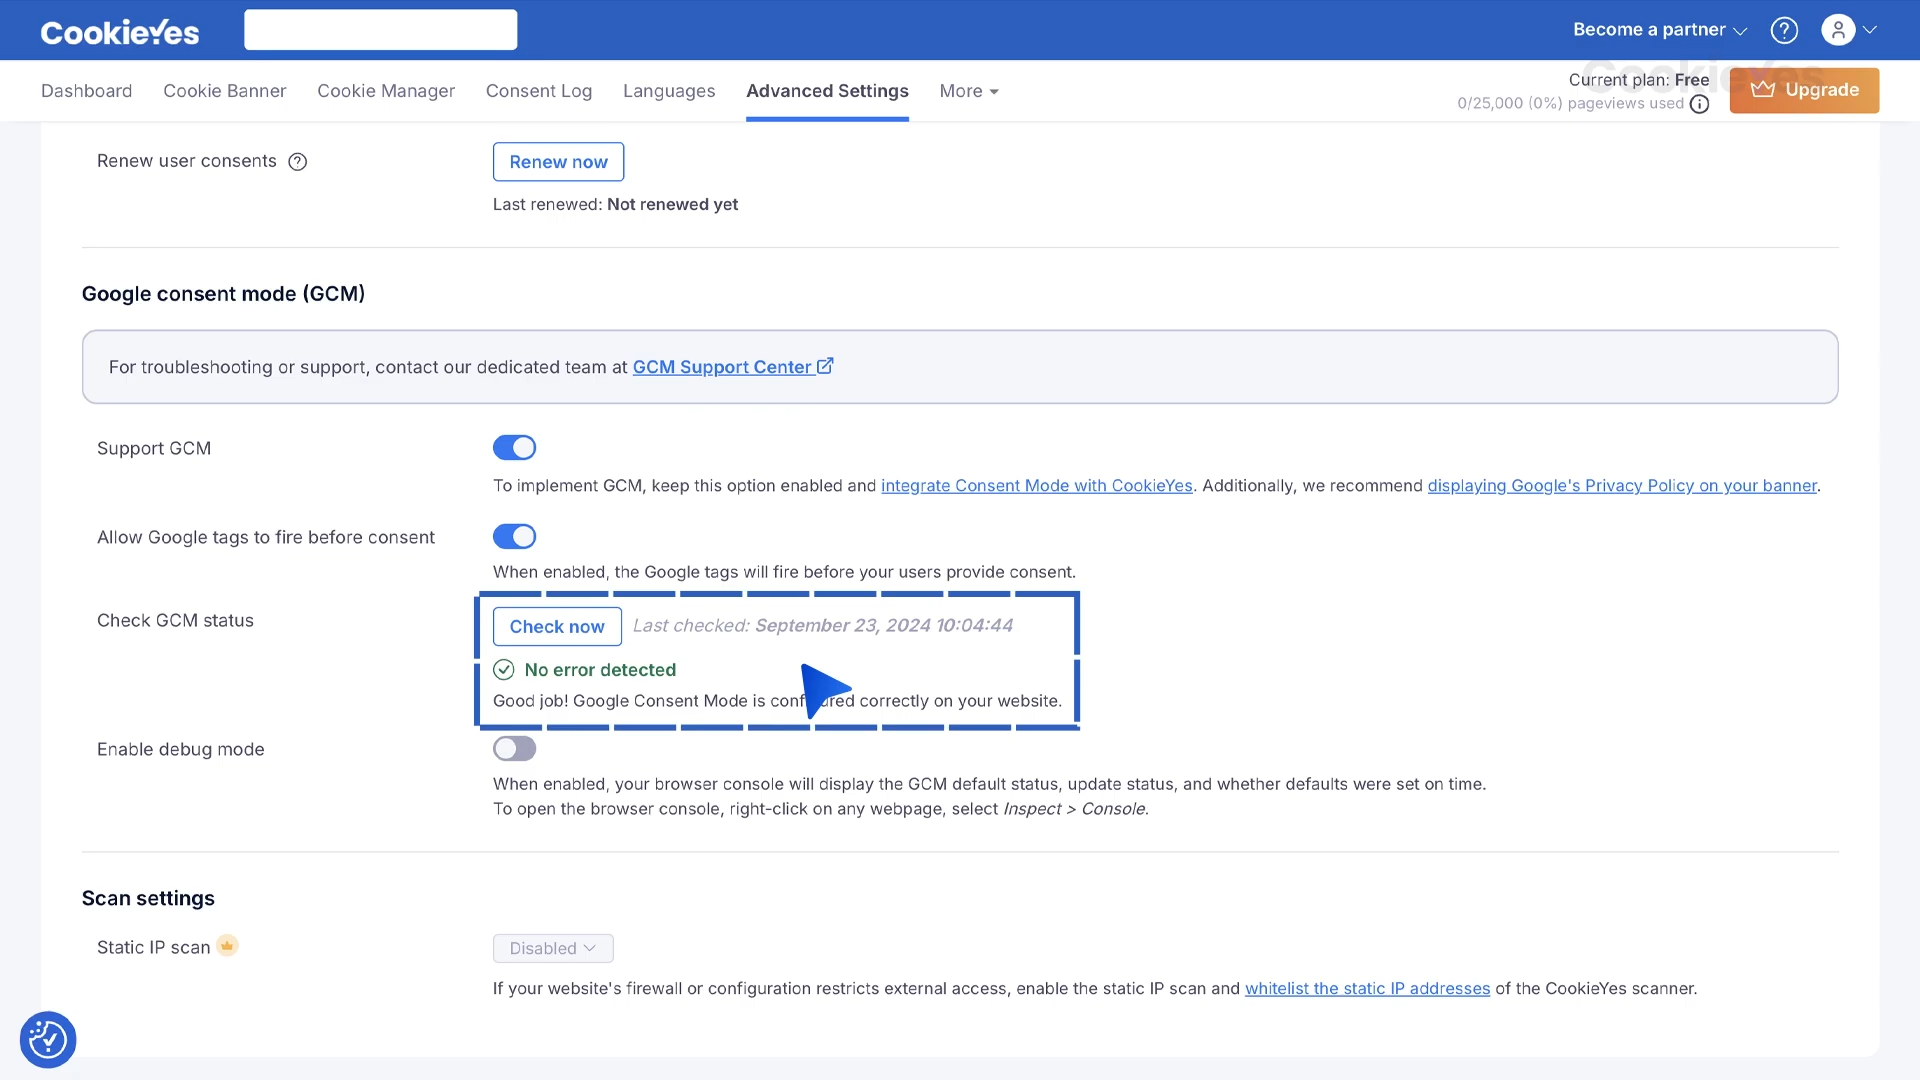 CookieYes
Become a partner
Dashboard
Cookie Banner
Cookie Manager
Consent Log
Languages
Advanced Settings
More
Current plan: Free
0/25,000 (0%) pageviews used
Upgrade
Renew user consents
Renew now
Last renewed: Not renewed yet
Google consent mode (GCM)
For troubleshooting or support, contact our dedicated team at GCM Support Center
Support GCM
To implement GCM, keep this option enabled and integrate Consent Mode with CookieYes. Additionally, we recommend displaying Google's Privacy Policy on your banner.
Allow Google tags to fire before consent
When enabled, the Google tags will fire before your users provide consent.
Check GCM status
Check now
Last checked: September 23, 2024 10:04:44
No error detected
Good job! Google Consent Mode is configured correctly on your website.
Enable debug mode
When enabled, your browser console will display the GCM default status, update status, and whether defaults were set on time.
To open the browser console, right-click on any webpage, select Inspect > Console.
Scan settings
Static IP scan
Disabled
If your website's firewall or configuration restricts external access, enable the static IP scan and whitelist the static IP addresses of the CookieYes scanner.